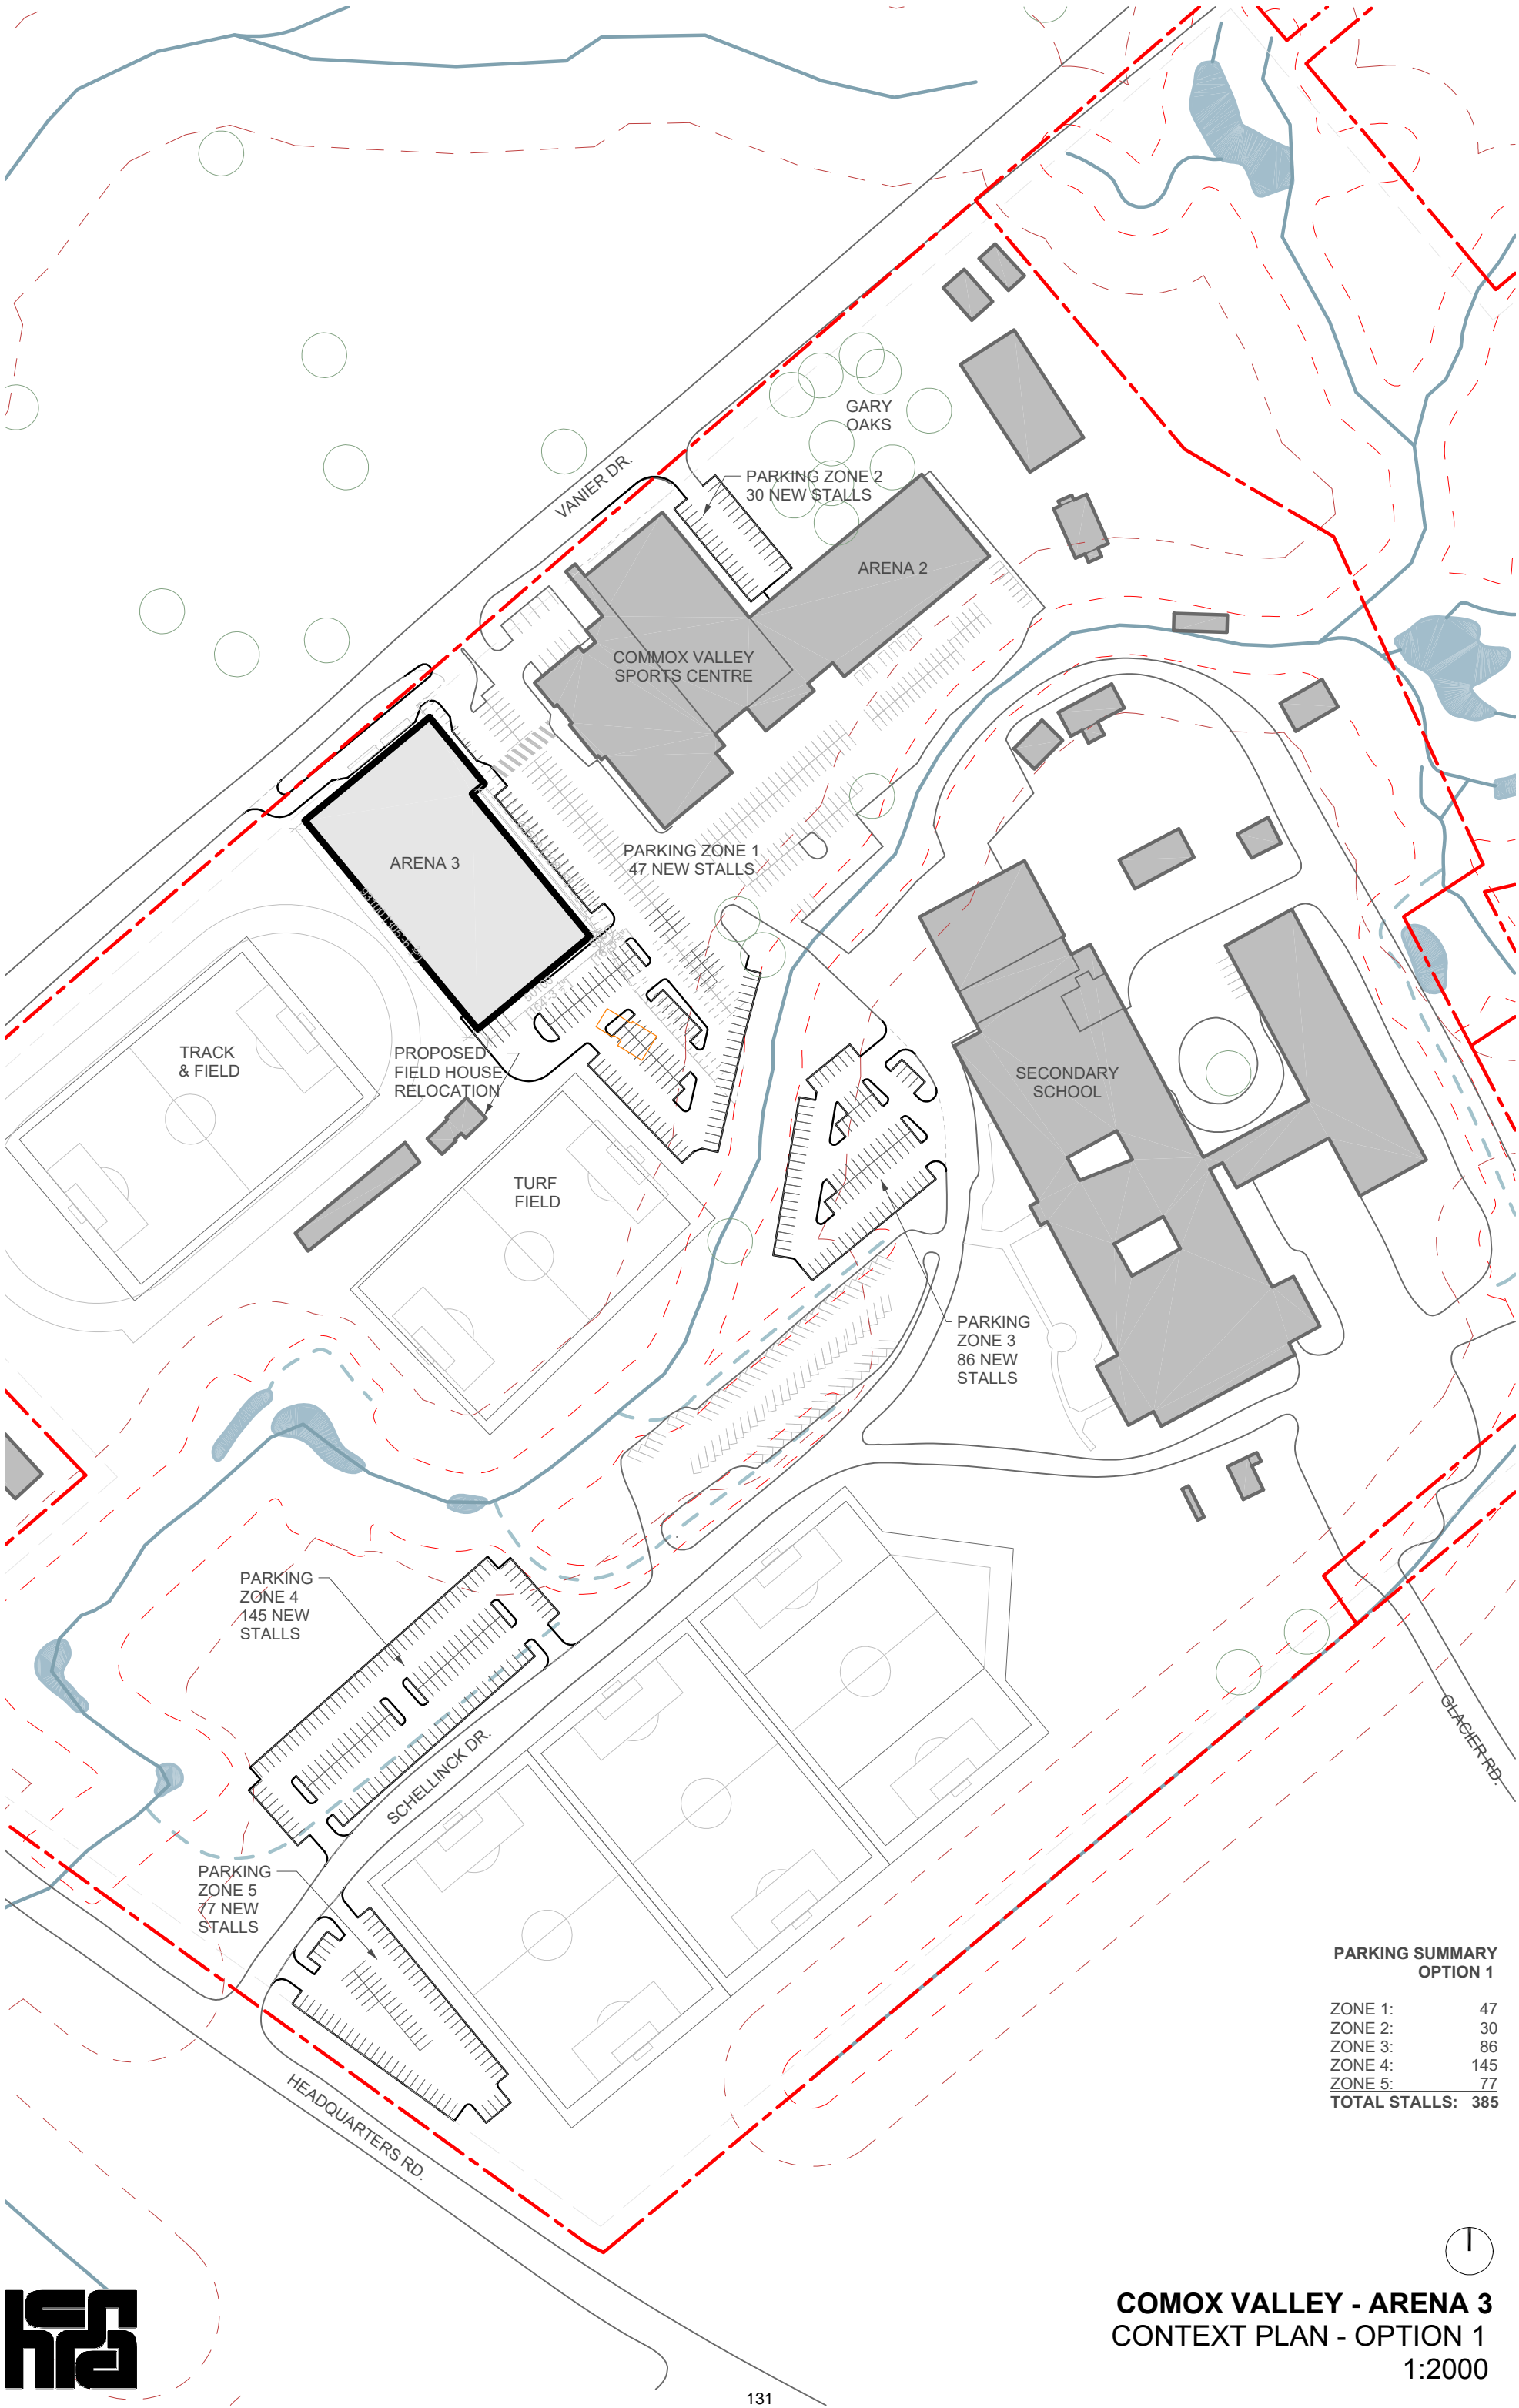 GARY
OAKS
VANIER DR.
PARKING ZONE 2
30 NEW STALLS
ARENA 2
COMMOX VALLEY
SPORTS CENTRE
ARENA 3
PARKING ZONE 1
47 NEW STALLS
TRACK
& FIELD
PROPOSED
FIELD HOUSE
RELOCATION
SECONDARY
SCHOOL
TURF
FIELD
PARKING
ZONE 3
86 NEW
STALLS
PARKING
ZONE 4
145 NEW
STALLS
SCHELLINCK DR.
GLACIER RD.
PARKING
ZONE 5
77 NEW
STALLS
HEADQUARTERS RD.
PARKING SUMMARY
OPTION 1
ZONE 1: 47
ZONE 2: 30
ZONE 3: 86
ZONE 4: 145
ZONE 5: 77
TOTAL STALLS: 385
COMOX VALLEY - ARENA 3
CONTEXT PLAN - OPTION 1
1:2000
131